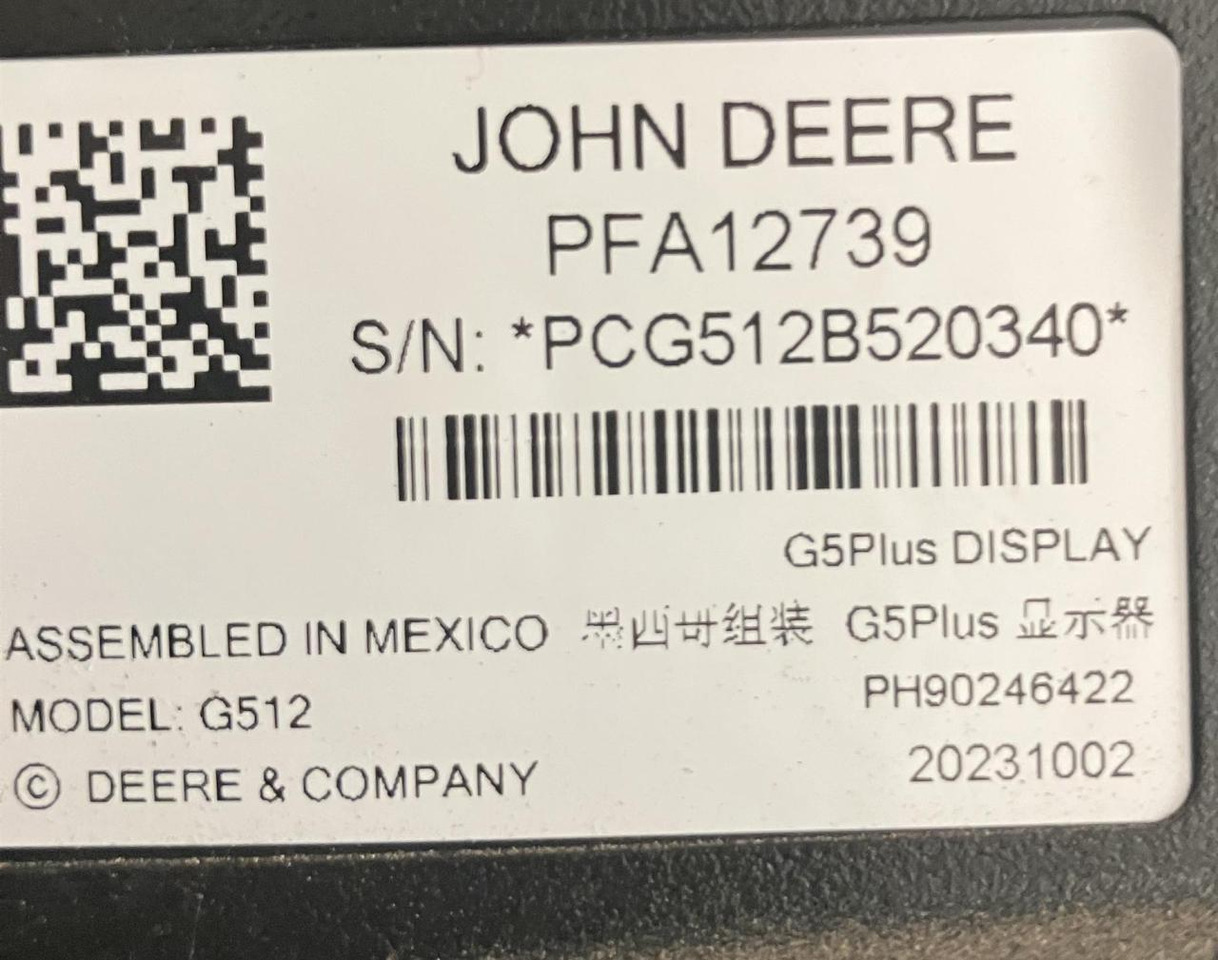 JOHN DEERE
PFA12739
S/N: *PCG512B520340*
G5Plus DISPLAY
ASSEMBLED IN MEXICO 墨西哥组装 G5Plus 显示器
MODEL: G512
PH90246422
© DEERE & COMPANY
20231002